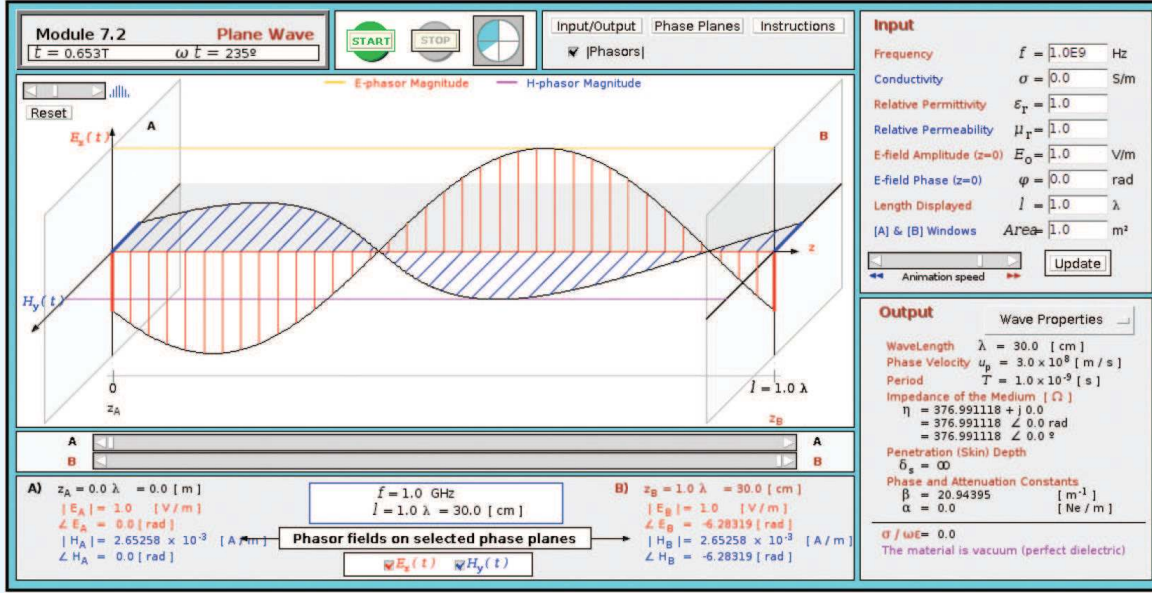 Module 7.2 Plane Wave
t = 0.653T ω t = 235º
START STOP
Input/Output Phase Planes Instructions
|Phasors|
Reset
E-phasor Magnitude H-phasor Magnitude
A
B
Ex(t)
Hy(t)
z
0
l = 1.0 λ
zA
zB
A A
B B
A) zA = 0.0 λ = 0.0 [ m ]
| EA | = 1.0 [ V / m ]
∠ EA = 0.0 [ rad ]
| HA | = 2.65258 x 10⁻³ [ A / m ]
∠ HA = 0.0 [ rad ]
f = 1.0 GHz
l = 1.0 λ = 30.0 [ cm ]
Phasor fields on selected phase planes
Ex(t) Hy(t)
B) zB = 1.0 λ = 30.0 [ cm ]
| EB | = 1.0 [ V / m ]
∠ EB = -6.28319 [ rad ]
| HB | = 2.65258 x 10⁻³ [ A / m ]
∠ HB = -6.28319 [ rad ]
Input
Frequency f = 1.0E9 Hz
Conductivity σ = 0.0 S/m
Relative Permittivity εr = 1.0
Relative Permeability μr = 1.0
E-field Amplitude (z=0) Eo = 1.0 V/m
E-field Phase (z=0) φ = 0.0 rad
Length Displayed l = 1.0 λ
[A] & [B] Windows Area= 1.0 m²
Animation speed
Update
Output
Wave Properties
WaveLength λ = 30.0 [ cm ]
Phase Velocity up = 3.0 x 10⁸ [ m / s ]
Period T = 1.0 x 10⁻⁹ [ s ]
Impedance of the Medium [ Ω ]
η = 376.991118 + j 0.0
= 376.991118 ∠ 0.0 rad
= 376.991118 ∠ 0.0 º
Penetration (Skin) Depth
δs = ∞
Phase and Attenuation Constants
β = 20.94395 [ m⁻¹ ]
α = 0.0 [ Ne / m ]
σ / ωε= 0.0
The material is vacuum (perfect dielectric)